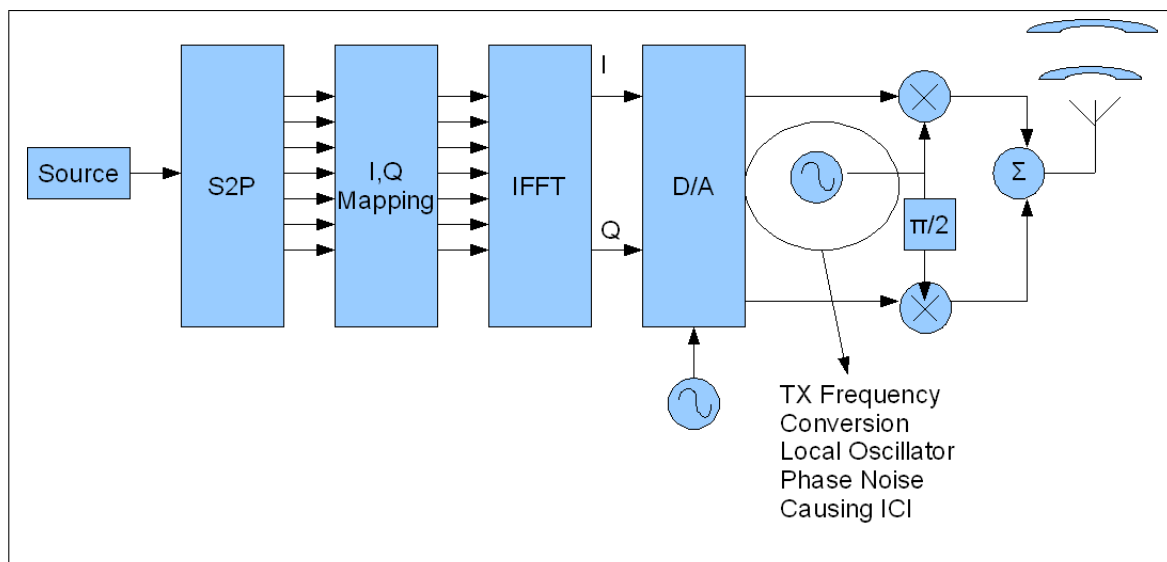 Source
S2P
I,Q
Mapping
IFFT
I
Q
D/A
π/2
Σ
TX Frequency
Conversion
Local Oscillator
Phase Noise
Causing ICI